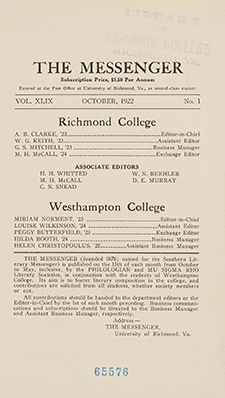 LIBRARY
RICHMOND COLLEGE,
THE MESSENGER
Subscription Price, $1.50 Per Annum
Entered at the Post Office at University of Richmond, Va., as second-class matter.
VOL. XLIX OCTOBER, 1922 No. 1
Richmond College
A. B. CLARKE, '23 Editor-in-Chief
W. G. KEITH, '23 Assistant Editor
G. S. MITCHELL, '23 Business Manager
M. H. McCALL, '24 Exchange Editor
ASSOCIATE EDITORS
H. H. WHITTED W. N. BEEHLER
M. H. McCALL D. E. MURRAY
C. N. SNEAD
Westhampton College
MIRIAM NORMENT, '23 Editor-in-Chief
LOUISE WILKINSON, '24 Assistant Editor
PEGGY BUTTERFIELD, '23 Exchange Editor
HILDA BOOTH, '24 Business Manager
HELEN CHRISTOPOULUS, '25 Assistant Business Manager
THE MESSENGER (founded 1878; named for the Southern Lit-
erary Messenger) is published on the 15th of each month from October
to May, inclusive, by the PHILOLOGIAN and MU SIGMA RHO
Literary Societies, in conjunction with the students of Westhampton
College. Its aim is to foster literary composition in the college, and
contributions are solicited from all students, whether society members
or not.
All contributions should be handed to the department editors or the
Editor-in-Chief by the 1st of each month preceding. Business communi-
cations and subscriptions should be directed to the Business Manager
and Assistant Business Manager, respectively.
Address—
THE MESSENGER,
University of Richmond, Va.
65576